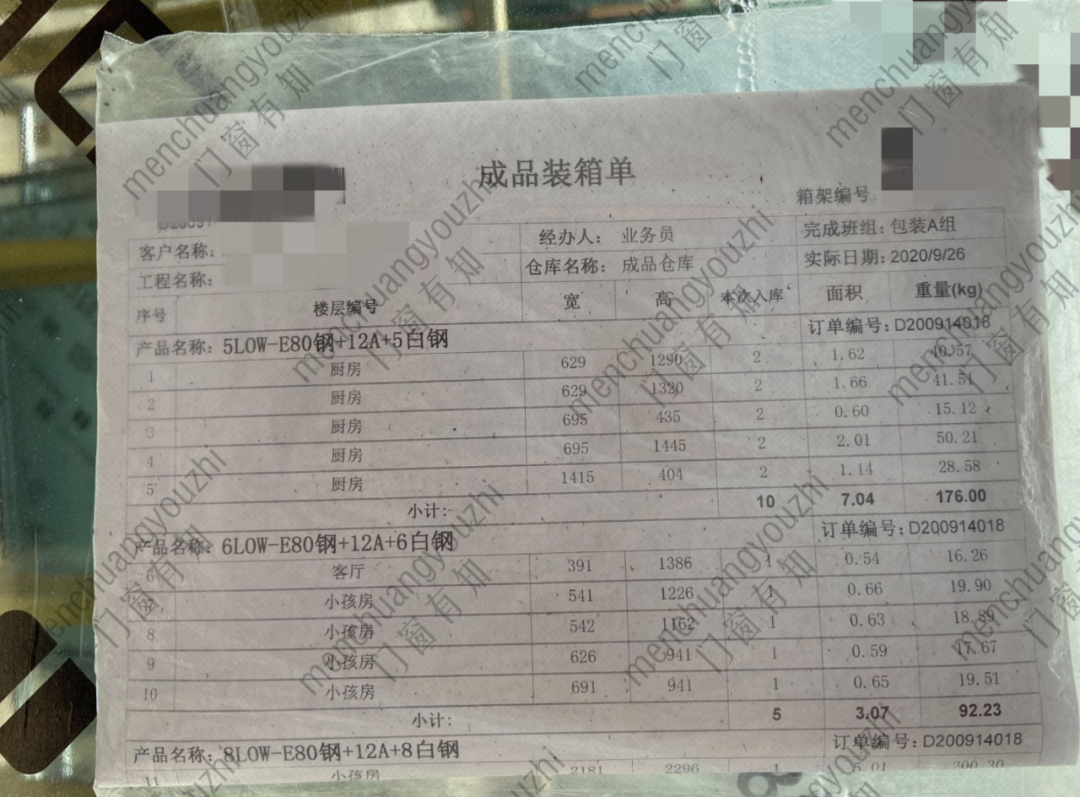 成品装箱单
箱架编号
客户名称:
经办人: 业务员
完成班组: 包装A组
工程名称:
仓库名称: 成品仓库
实际日期: 2020/9/26
序号 楼层编号 宽 高 本次入库 面积 重量(kg)
产品名称: 5LOW-E80钢+12A+5白钢 订单编号: D200914018
1 厨房 629 1290 2 1.62 40.57
2 厨房 629 1320 2 1.66 41.51
3 厨房 695 435 2 0.60 15.12
4 厨房 695 1445 2 2.01 50.21
5 厨房 1415 404 2 1.14 28.58
小计: 10 7.04 176.00
产品名称: 6LOW-E80钢+12A+6白钢 订单编号: D200914018
6 客厅 391 1386 1 0.54 16.26
小孩房 541 1226 0.66 19.90
8 小孩房 542 1162 1 0.63 18.89
9 小孩房 626 941 1 0.59 17.67
10 小孩房 691 941 1 0.65 19.51
小计: 5 3.07 92.23
产品名称: 8LOW-E80钢+12A+8白钢 订单编号: D200914018
11 小孩房 2181 2296 1 5.01 200.30
menchuangyouzhi
门窗有知